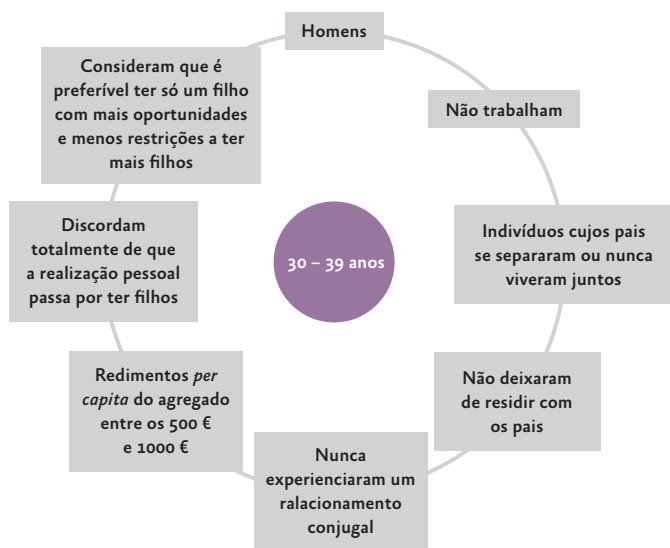 Homens
Não trabalham
Indivíduos cujos pais
se separaram ou nunca
viveram juntos
Não deixaram
de residir com
os pais
Nunca
experienciaram um
ralacionamento
conjugal
Redimentos per
capita do agregado
entre os 500 €
e 1000 €
Discordam
totalmente de que
a realização pessoal
passa por ter filhos
Consideram que é
preferível ter só um filho
com mais oportunidades
e menos restrições a ter
mais filhos
30 – 39 anos